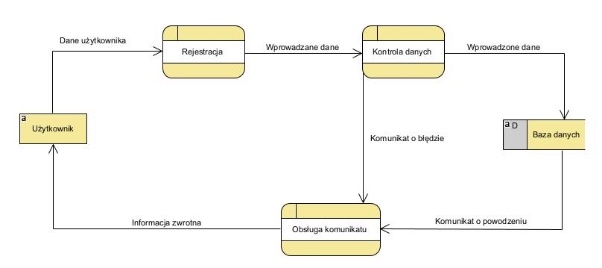 Dane użytkownika
Rejestracja
Wprowadzane dane
Kontrola danych
Wprowadzone dane
a
Użytkownik
a D
Baza danych
Komunikat o błędzie
Informacja zwrotna
Obsługa komunikatu
Komunikat o powodzeniu